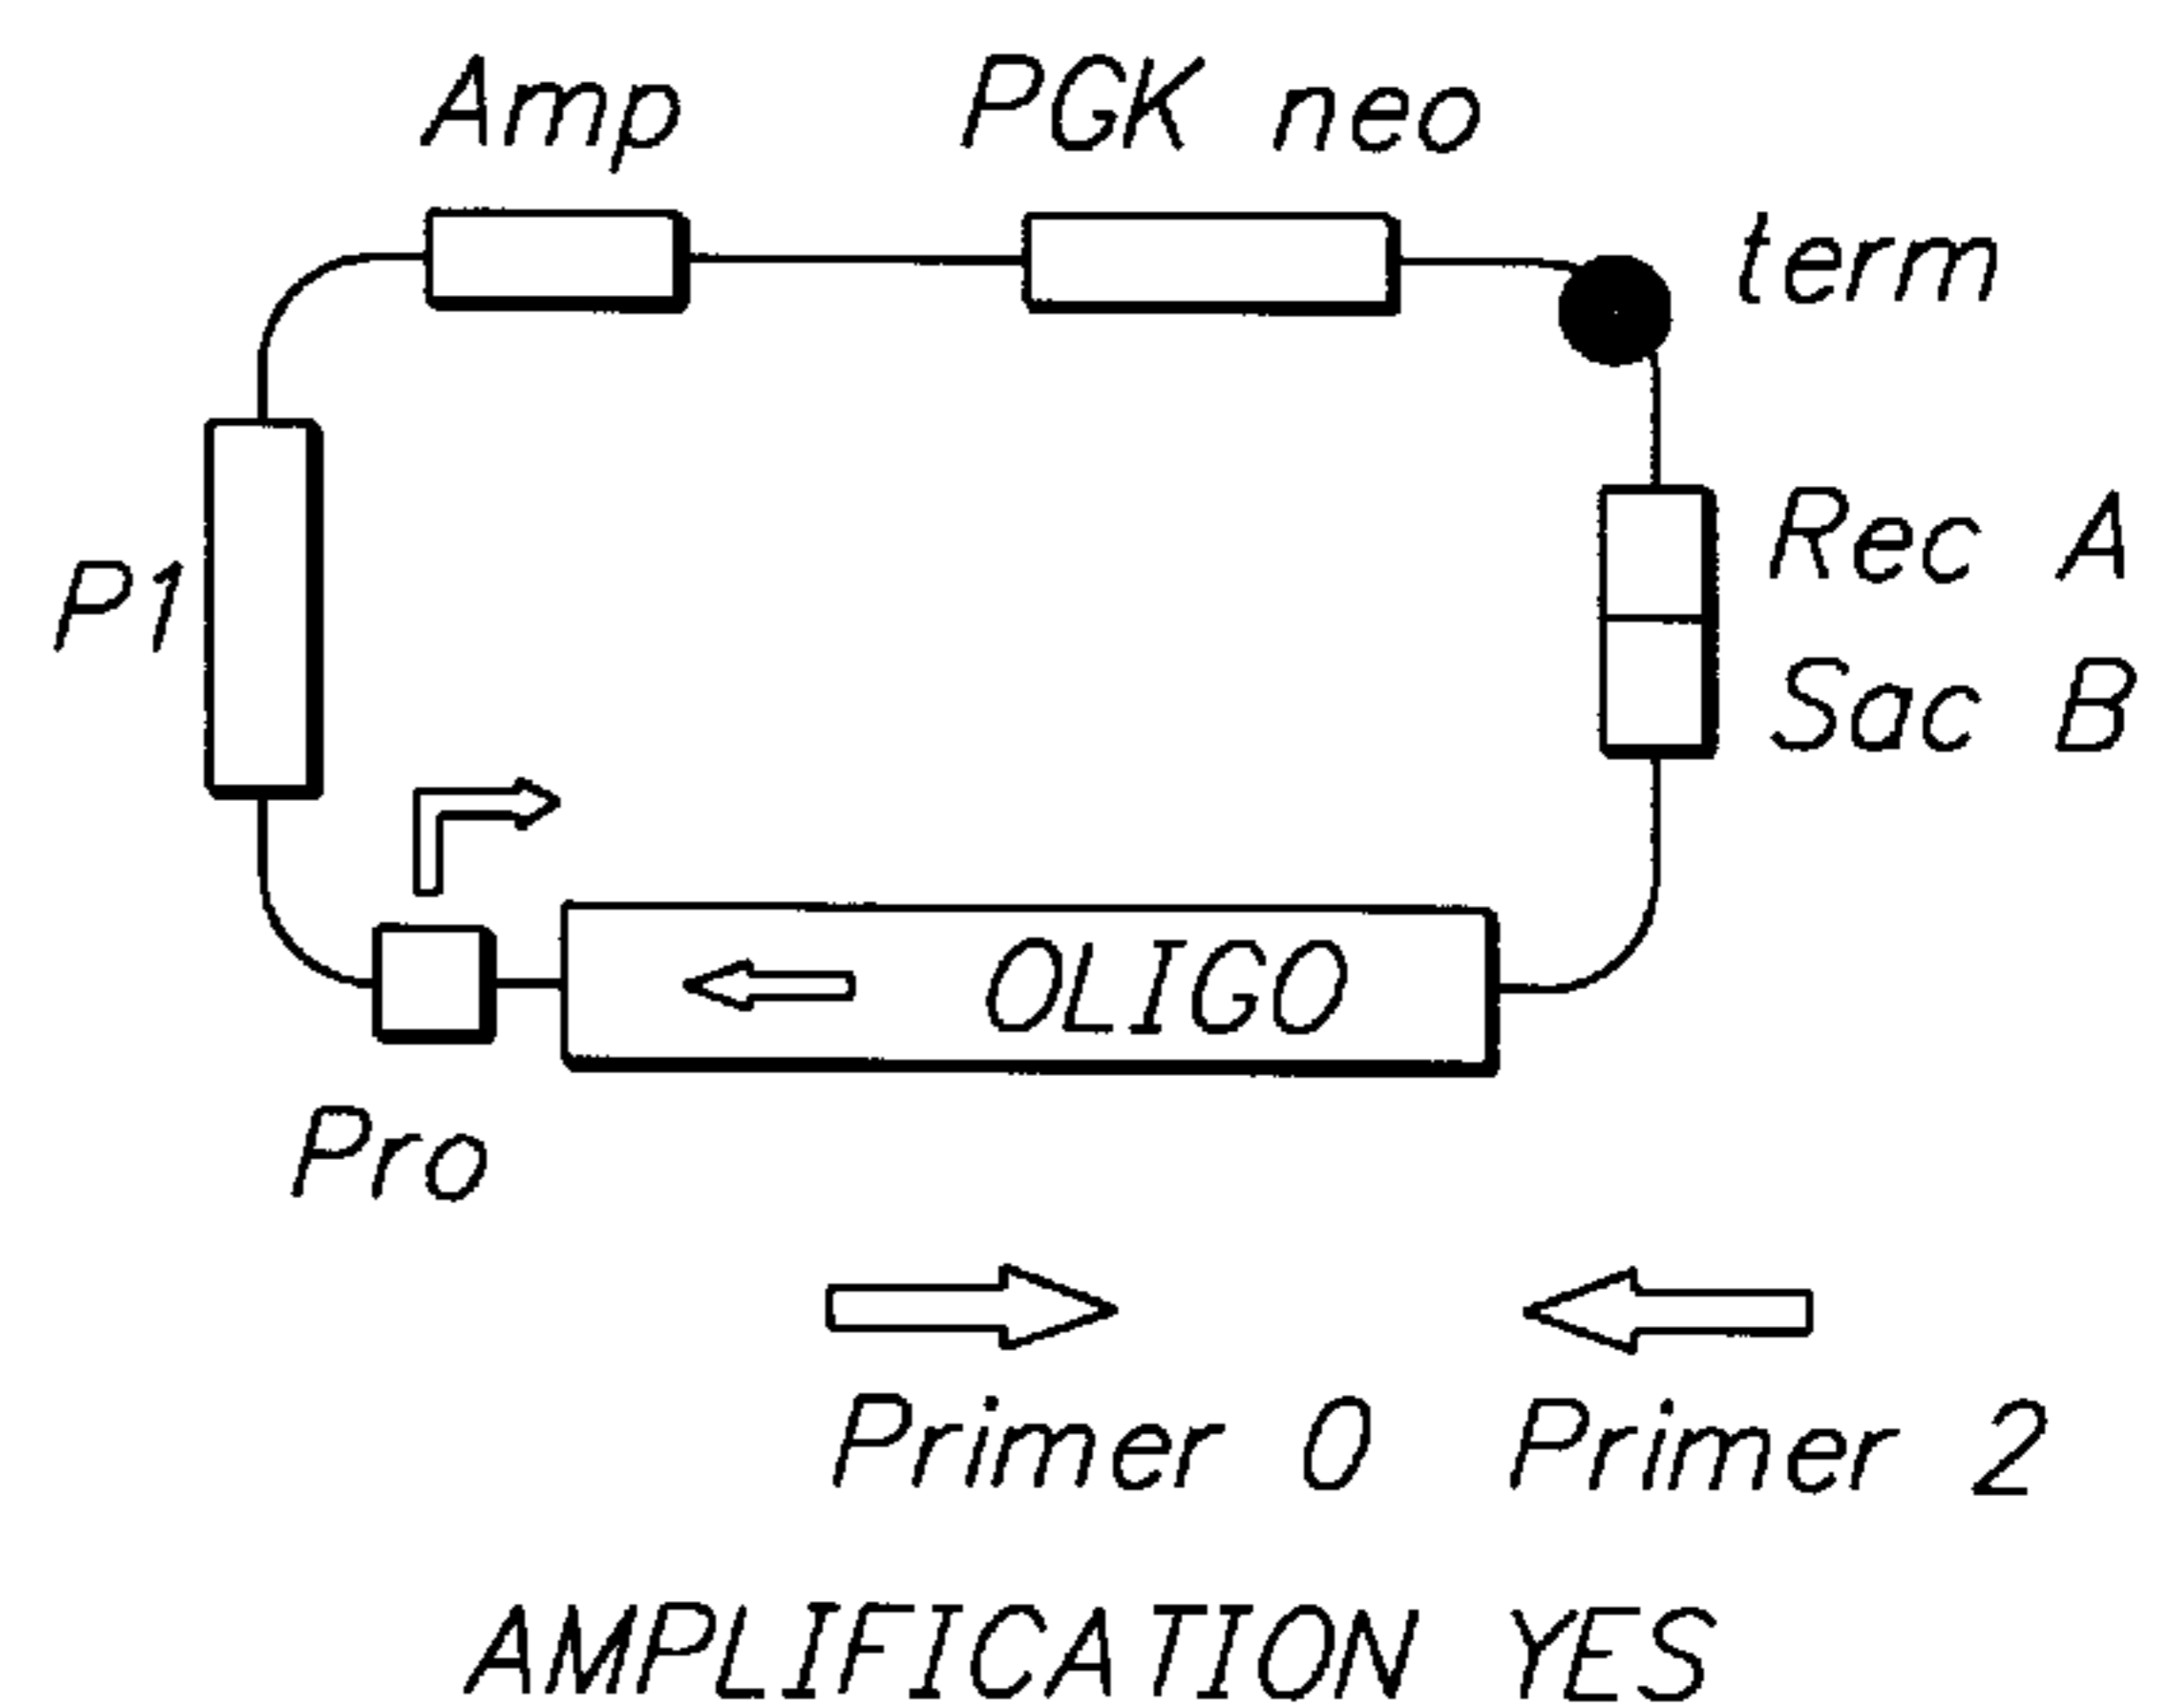 Amp
PGK neo
term
Rec A
P1
Sac B
OLIGO
Pro
Primer 0
Primer 2
AMPLIFICATION YES